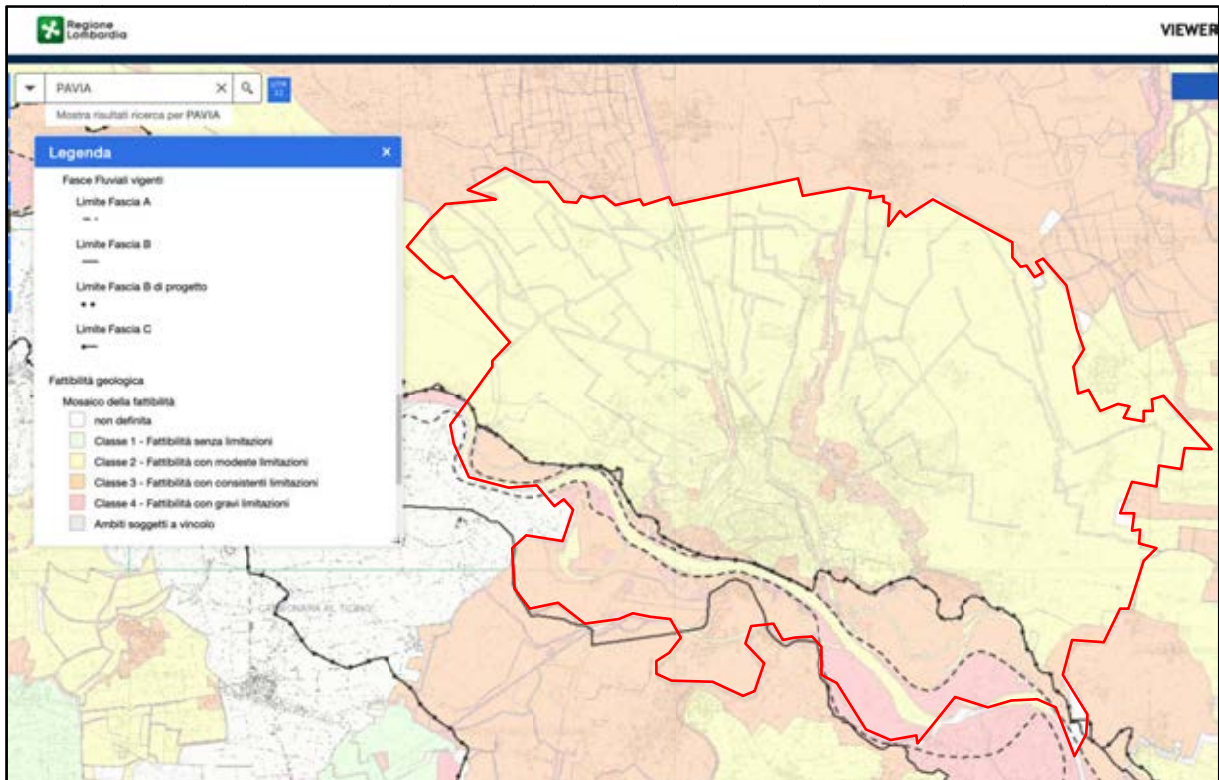 Regione
Lombardia
VIEWER
PAVIA
Mostra risultati ricerca per PAVIA
Legenda
Fasce Fluviali vigenti
Limite Fascia A
Limite Fascia B
Limite Fascia B di progetto
Limite Fascia C
Fattibilità geologica
Mosaico della fattibilità
non definita
Classe 1 - Fattibilità senza limitazioni
Classe 2 - Fattibilità con modeste limitazioni
Classe 3 - Fattibilità con consistenti limitazioni
Classe 4 - Fattibilità con gravi limitazioni
Ambiti soggetti a vincolo
CARBONARA AL TICINO